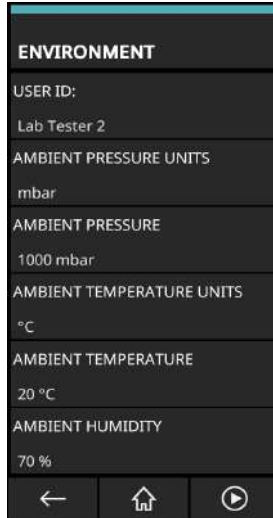 ENVIRONMENT
USER ID:
Lab Tester 2
AMBIENT PRESSURE UNITS
mbar
AMBIENT PRESSURE
1000 mbar
AMBIENT TEMPERATURE UNITS
°C
AMBIENT TEMPERATURE
20 °C
AMBIENT HUMIDITY
70 %